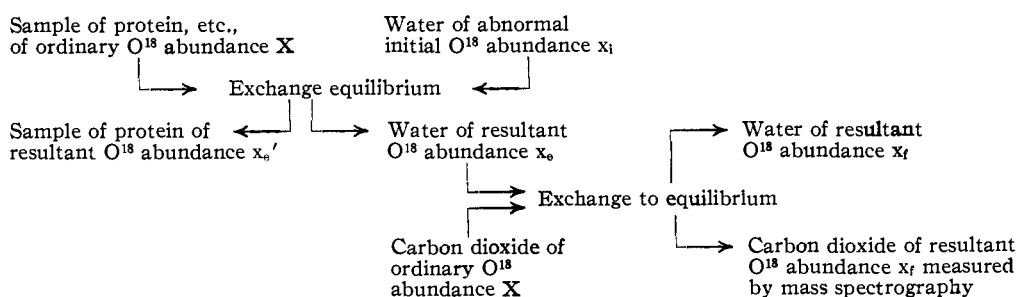 Sample of protein, etc.,
of ordinary O¹⁸ abundance X
Water of abnormal
initial O¹⁸ abundance xᵢ
Exchange equilibrium
Sample of protein of
resultant O¹⁸ abundance xₑ′
Water of resultant
O¹⁸ abundance xₑ
Water of resultant
O¹⁸ abundance x_f
Exchange to equilibrium
Carbon dioxide of
ordinary O¹⁸
abundance X
Carbon dioxide of resultant
O¹⁸ abundance x_f measured
by mass spectrography